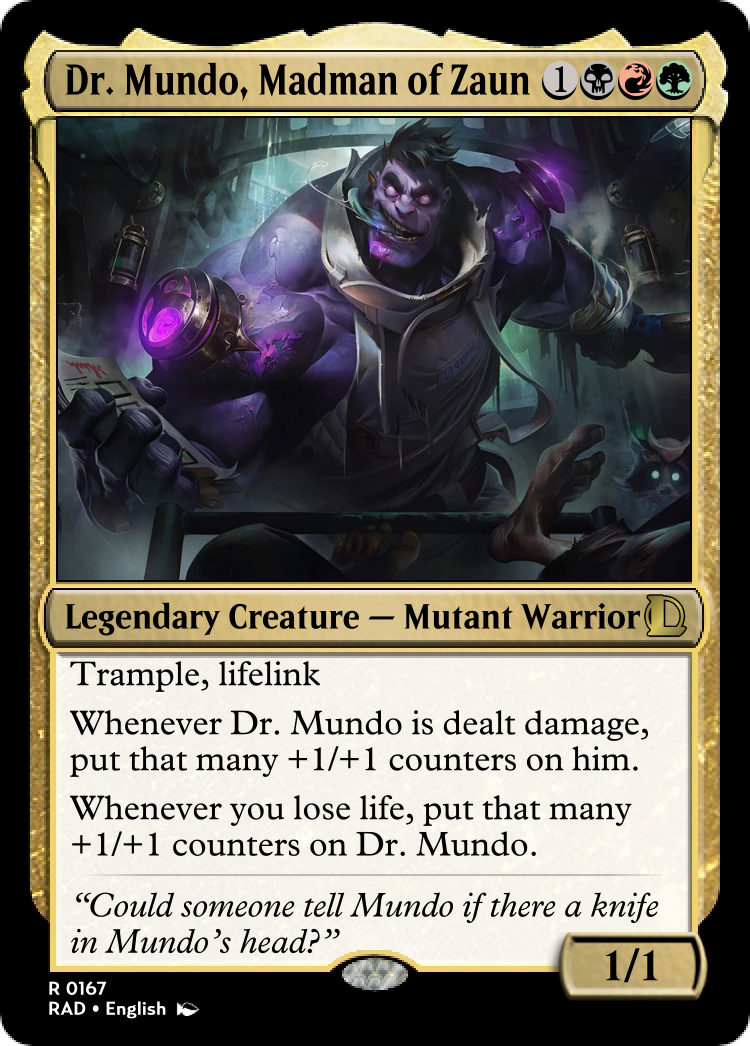 Dr. Mundo, Madman of Zaun 1
Legendary Creature — Mutant Warrior
Trample, lifelink
Whenever Dr. Mundo is dealt damage,
put that many +1/+1 counters on him.
Whenever you lose life, put that many
+1/+1 counters on Dr. Mundo.
“Could someone tell Mundo if there a knife
in Mundo’s head?”
1/1
R 0167
RAD • English